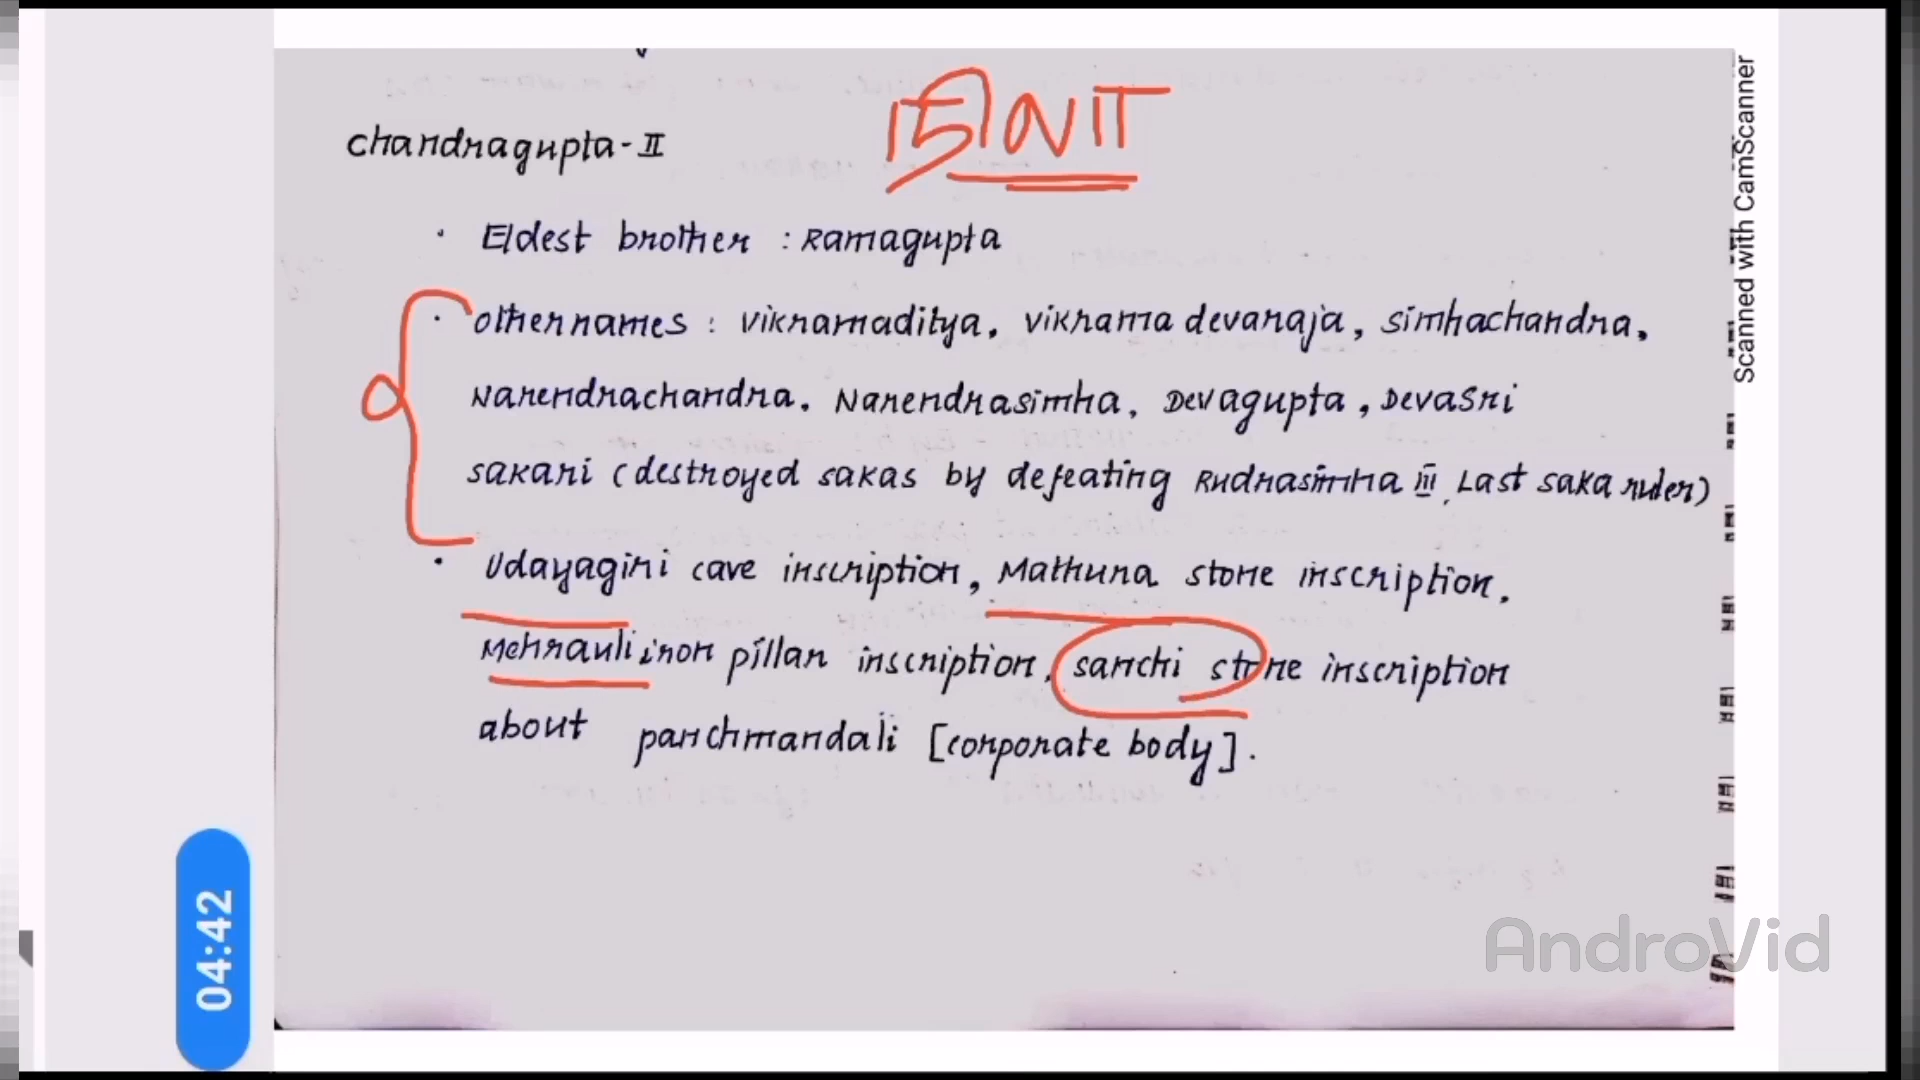 Chandragupta-II
• Eldest brother : Ramagupta
• other names : Vikramaditya, vikrama devaraja, simhachandra,
Narendrachandra, Narendrasimha, Devagupta, Devasri
sakari (destroyed sakas by defeating Rudrasimha III, Last saka ruler)
• Udayagiri cave inscription, Mathura stone inscription,
Mehrauli iron pillar inscription, sanchi stone inscription
about panchmandali [corporate body].
Scanned with CamScanner
04:42
AndroVid